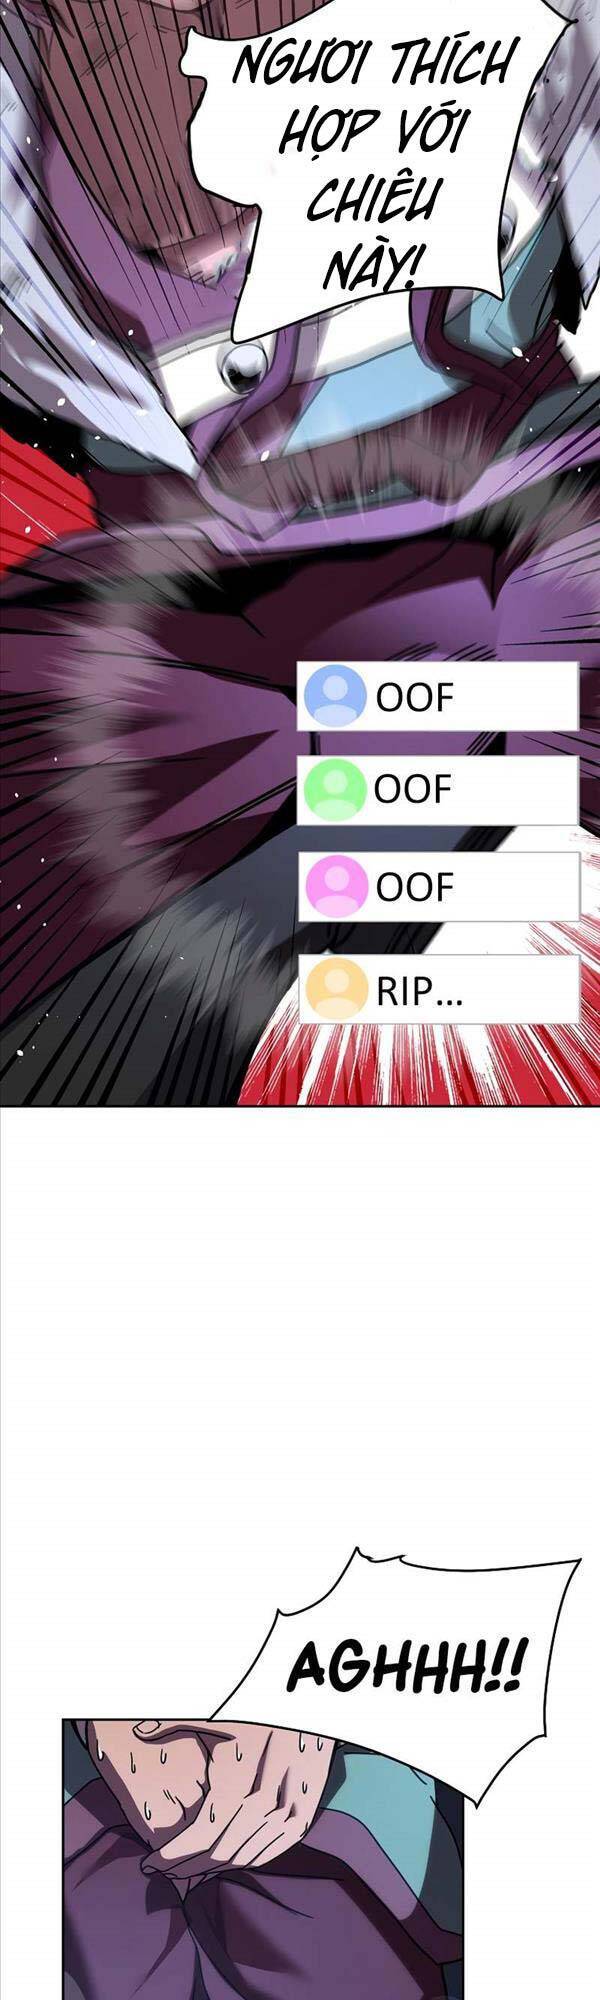 NGƯƠI THÍCH
HỢP VỚI
CHIÊU
NÀY!
OOF
OOF
OOF
RIP...
AGHHH!!